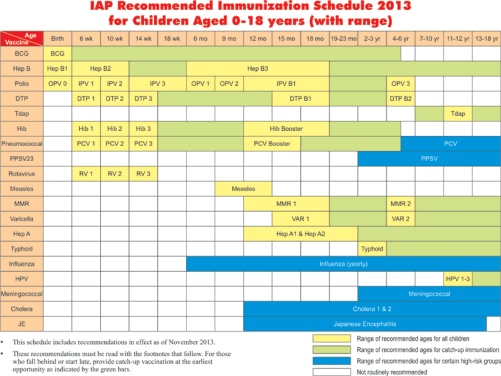 IAP Recommended Immunization Schedule 2013
for Children Aged 0-18 years (with range)
Age Vaccine Birth 6 wk 10 wk 14 wk 18 wk 6 mo 9 mo 12 mo 15 mo 18 mo 19-23 mo 2-3 yr 4-6 yr 7-10 yr 11-12 yr 13-18 yr
BCG BCG
Hep B Hep B1 Hep B2 Hep B3
Polio OPV 0 IPV 1 IPV 2 IPV 3 OPV 1 OPV 2 IPV B1 OPV 3
DTP DTP 1 DTP 2 DTP 3 DTP B1 DTP B2
Tdap Tdap
Hib Hib 1 Hib 2 Hib 3 Hib Booster
Pneumococcal PCV 1 PCV 2 PCV 3 PCV Booster PCV
PPSV23 PPSV
Rotavirus RV 1 RV 2 RV 3
Measles Measles
MMR MMR 1 MMR 2
Varicella VAR 1 VAR 2
Hep A Hep A1 & Hep A2
Typhoid Typhoid
Influenza Influenza (yearly)
HPV HPV 1-3
Meningococcal Meningococcal
Cholera Cholera 1 & 2
JE Japanese Encephalitis
• This schedule includes recommendations in effect as of November 2013.
• These recommendations must be read with the footnotes that follow. For those
who fall behind or start late, provide catch-up vaccination at the earliest
opportunity as indicated by the green bars.
Range of recommended ages for all children
Range of recommended ages for catch-up immunization
Range of recommended ages for certain high-risk groups
Not routinely recommended